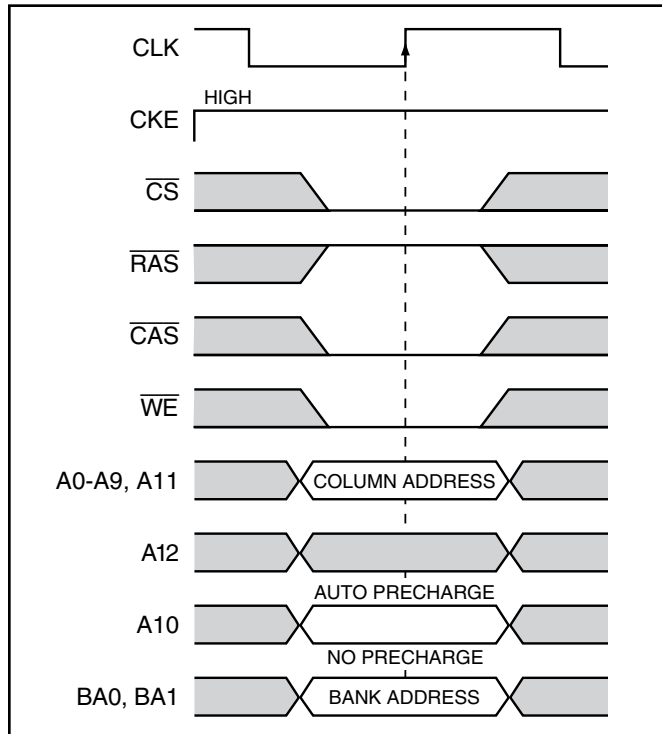 CLK
HIGH
CKE
CS
RAS
CAS
WE
A0-A9, A11
COLUMN ADDRESS
A12
AUTO PRECHARGE
A10
NO PRECHARGE
BA0, BA1
BANK ADDRESS